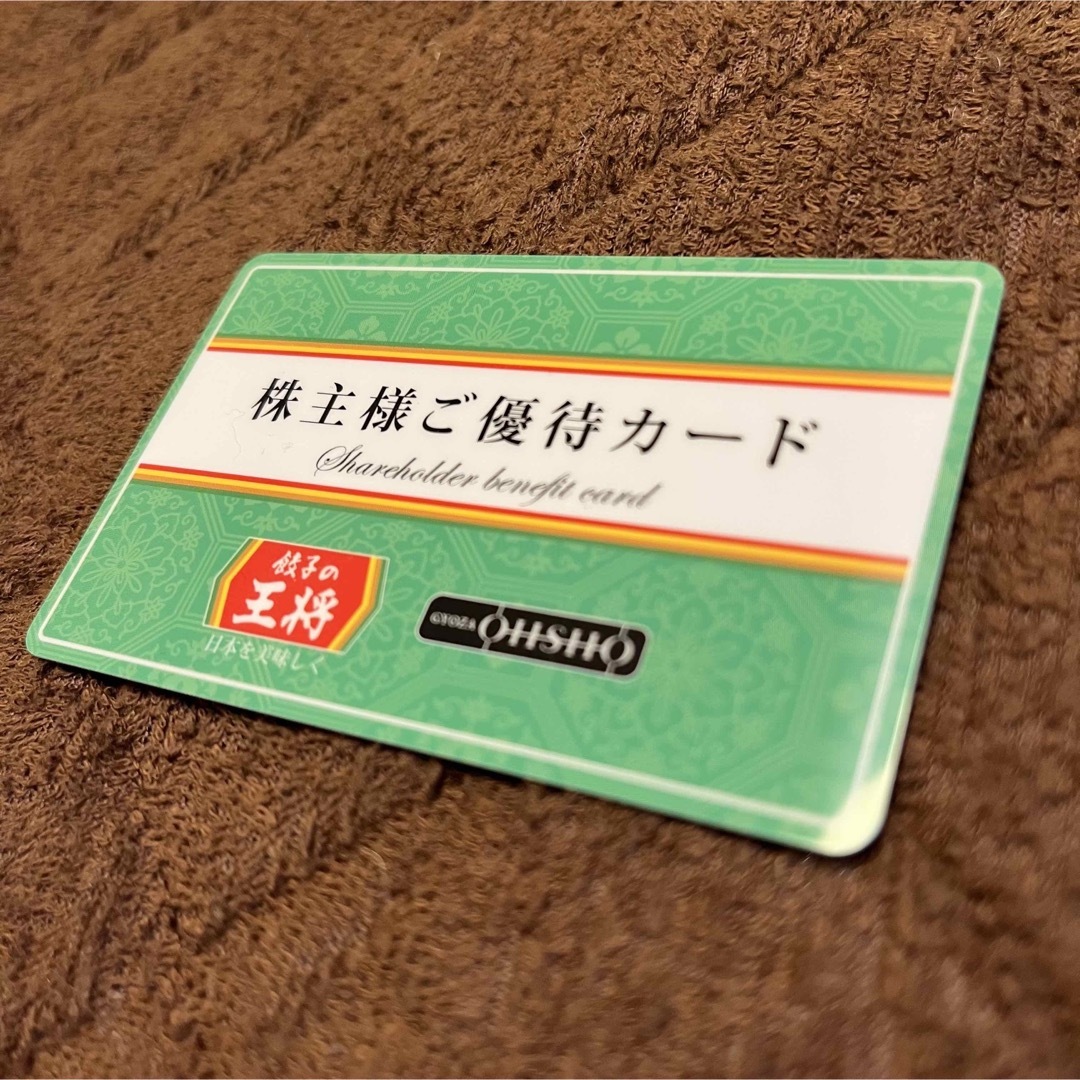 株主様ご優待カード
Shareholder benefit card
餃子の
王将
日本を美味しく
GYOZA OHSHO